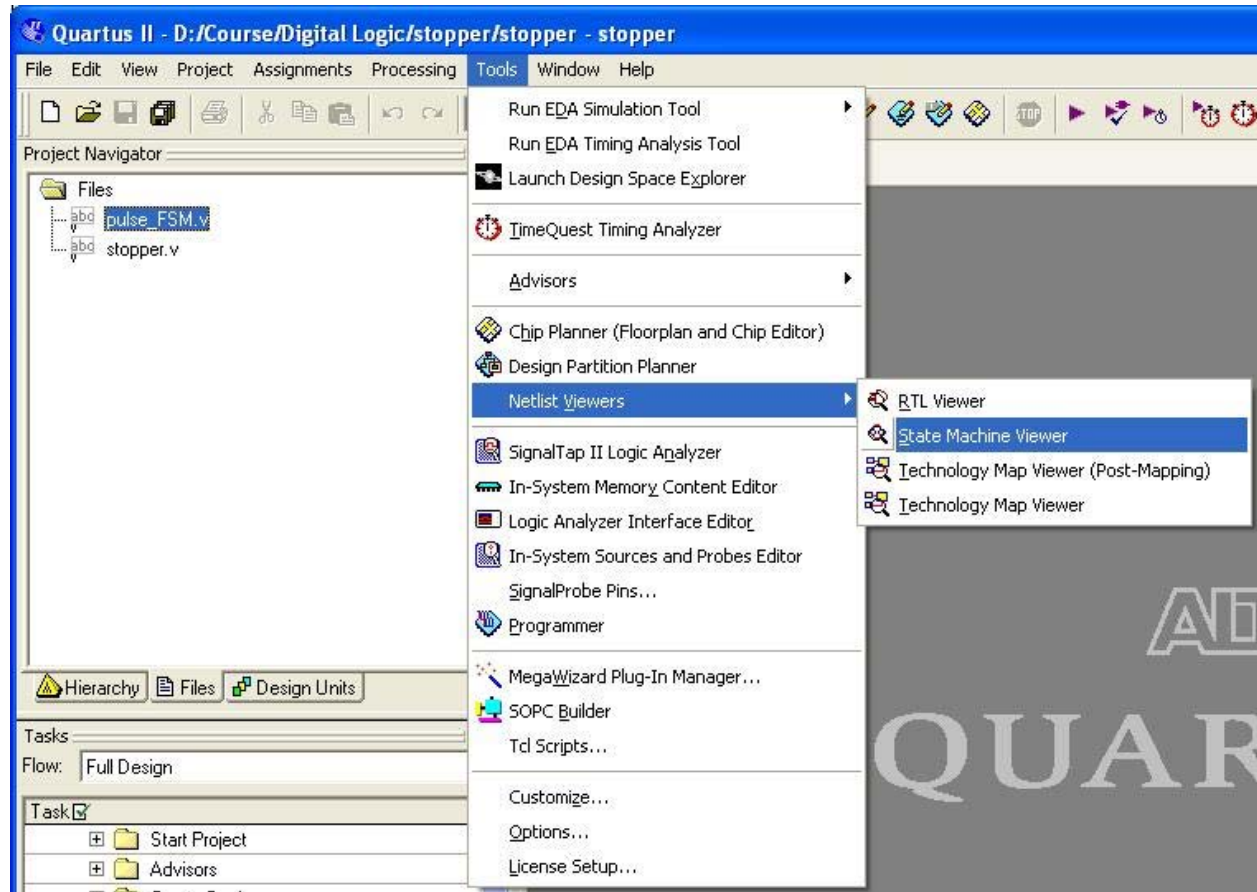 Quartus II - D:/Course/Digital Logic/stopper/stopper - stopper
File Edit View Project Assignments Processing Tools Window Help
STOP
Project Navigator
Files
abd pulse_FSM.v
abd stopper.v
Hierarchy Files Design Units
Tasks
Flow: Full Design
Task
Start Project
Advisors
Run EDA Simulation Tool
Run EDA Timing Analysis Tool
Launch Design Space Explorer
TimeQuest Timing Analyzer
Advisors
Chip Planner (Floorplan and Chip Editor)
Design Partition Planner
Netlist Viewers
SignalTap II Logic Analyzer
In-System Memory Content Editor
Logic Analyzer Interface Editor
In-System Sources and Probes Editor
SignalProbe Pins...
Programmer
MegaWizard Plug-In Manager...
SOPC Builder
Tcl Scripts...
Customize...
Options...
License Setup...
RTL Viewer
State Machine Viewer
Technology Map Viewer (Post-Mapping)
Technology Map Viewer
QUAR